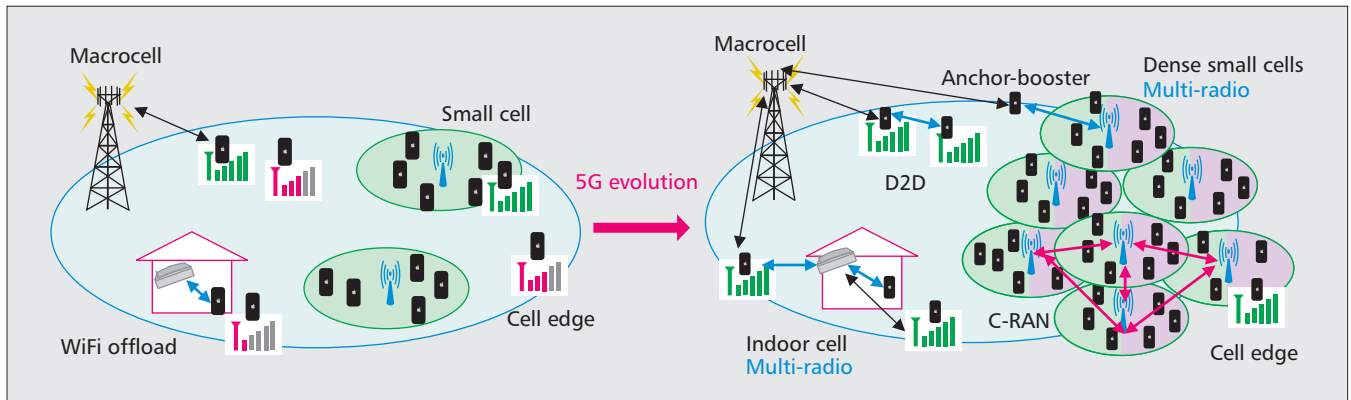 Macrocell
Small cell
Cell edge
WiFi offload
5G evolution
Macrocell
Anchor-booster
Dense small cells
Multi-radio
D2D
C-RAN
Indoor cell
Multi-radio
Cell edge